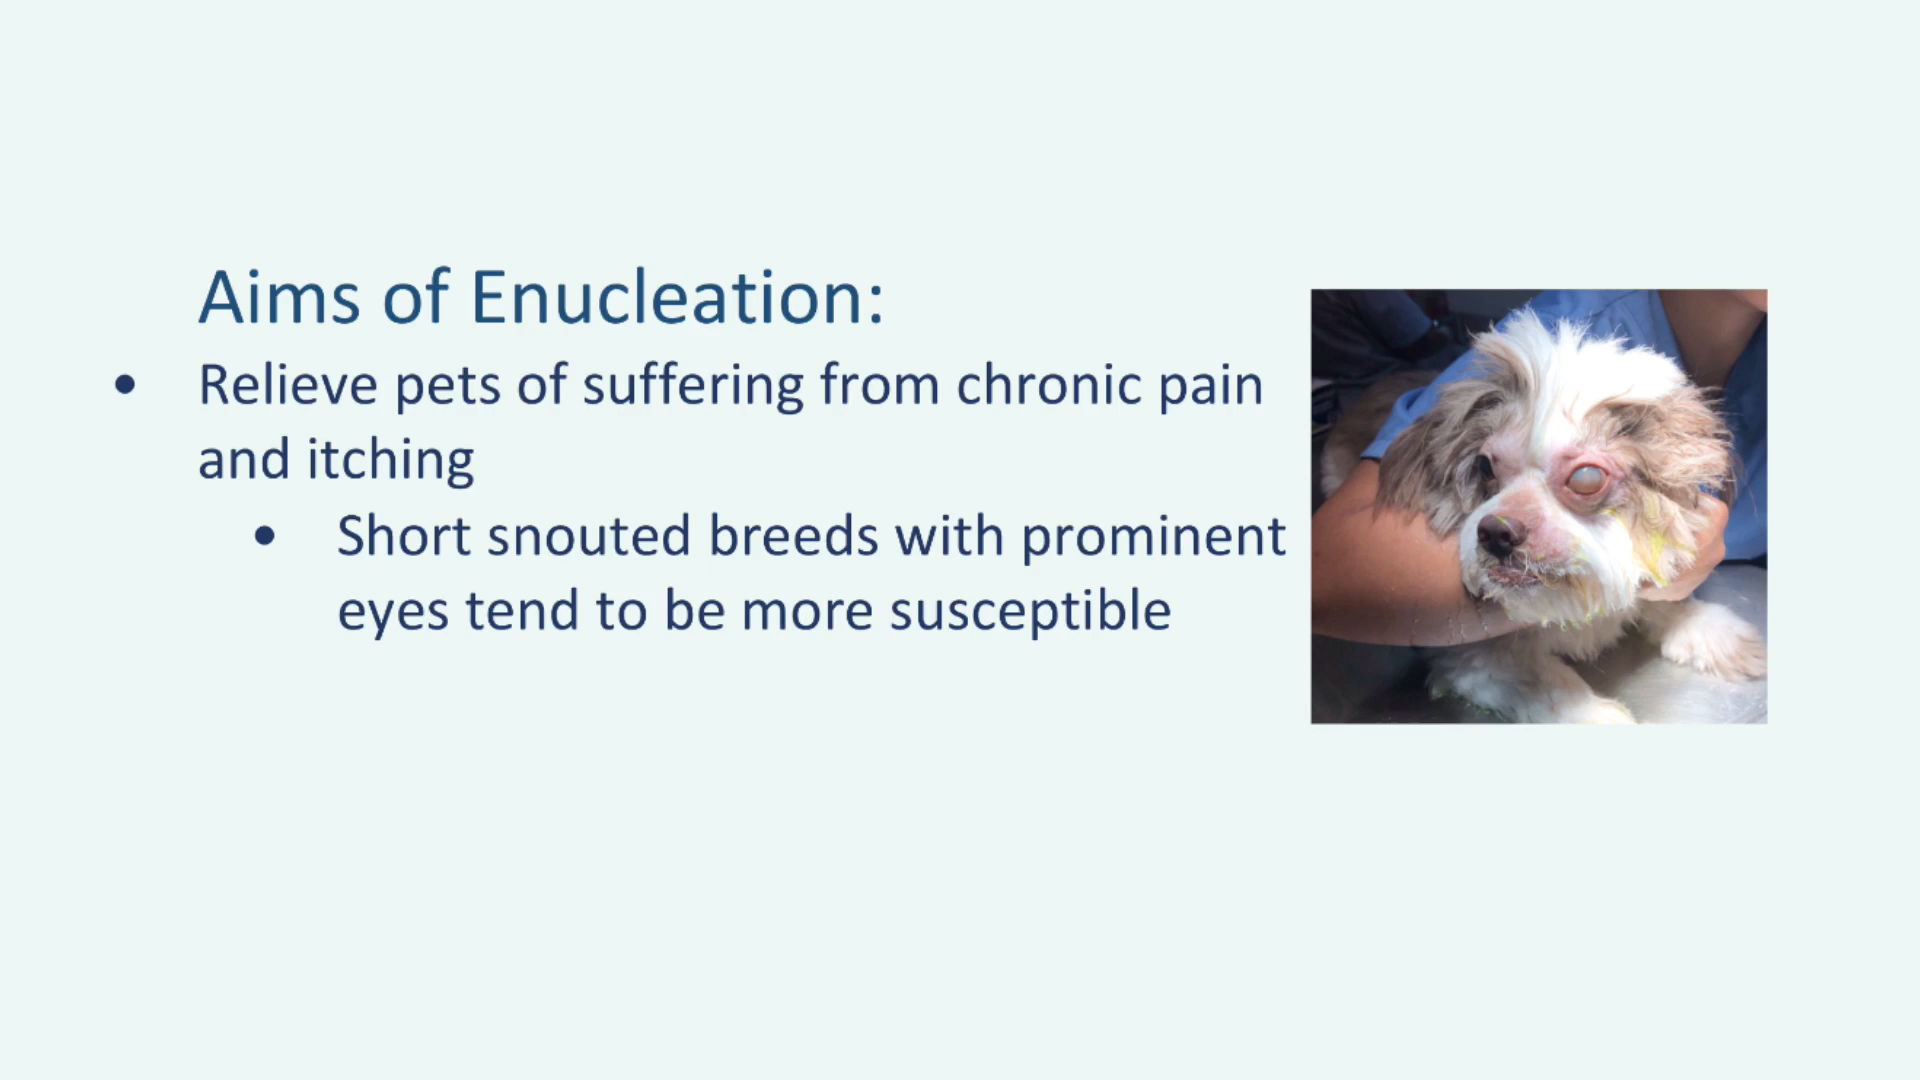 Aims of Enucleation:
• Relieve pets of suffering from chronic pain
and itching
• Short snouted breeds with prominent
eyes tend to be more susceptible